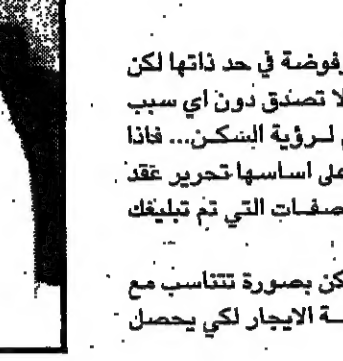 رفوضة في حد ذاتها لكن
لا تصدق دون اي سبب
لرؤية السكن... فاذا
على اساسها تحرير عقد
صفات التي تم تبليغك
كن بصورة تتناسب مع
ة الايجار لكي يحصل